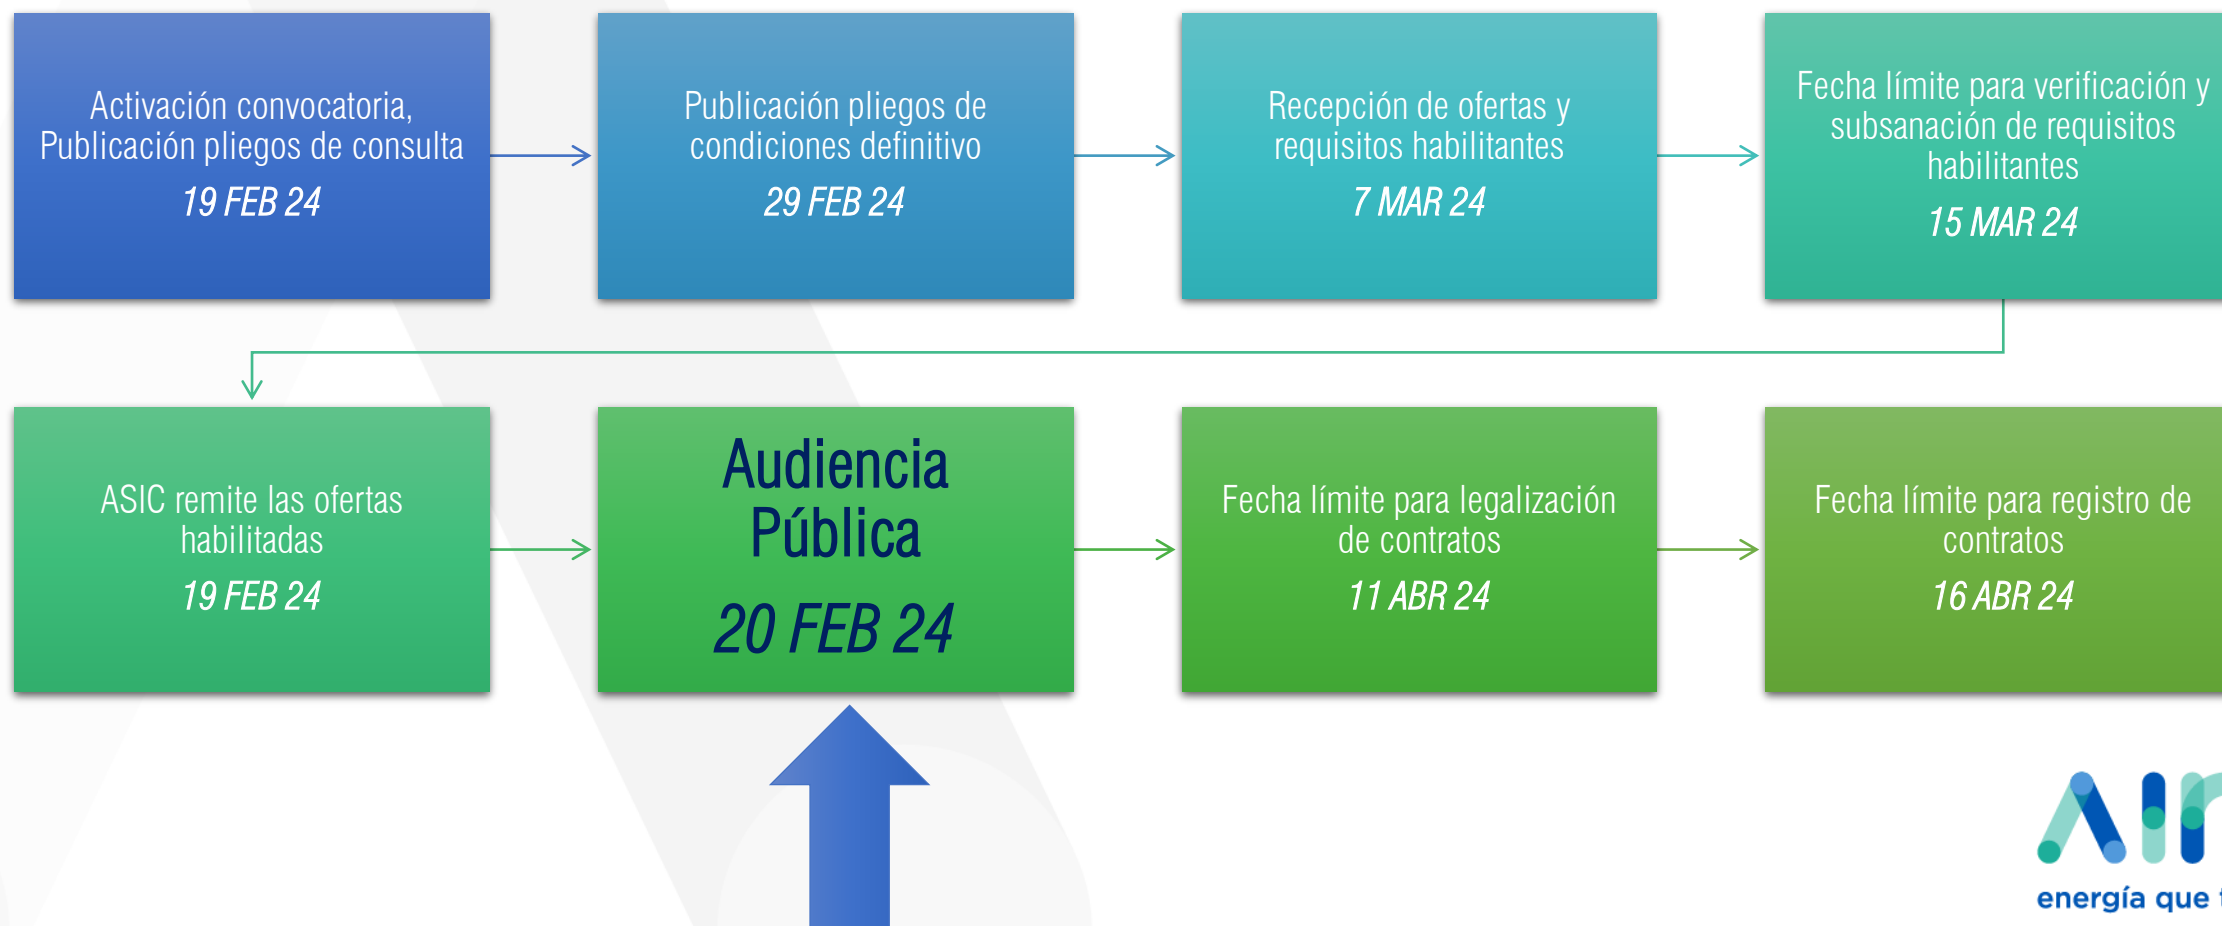 Activación convocatoria,
Publicación pliegos de consulta
19 FEB 24
Publicación pliegos de
condiciones definitivo
29 FEB 24
Recepción de ofertas y
requisitos habilitantes
7 MAR 24
Fecha límite para verificación y
subsanación de requisitos
habilitantes
15 MAR 24
ASIC remite las ofertas
habilitadas
19 FEB 24
Audiencia
Pública
20 FEB 24
Fecha límite para legalización
de contratos
11 ABR 24
Fecha límite para registro de
contratos
16 ABR 24
energía que